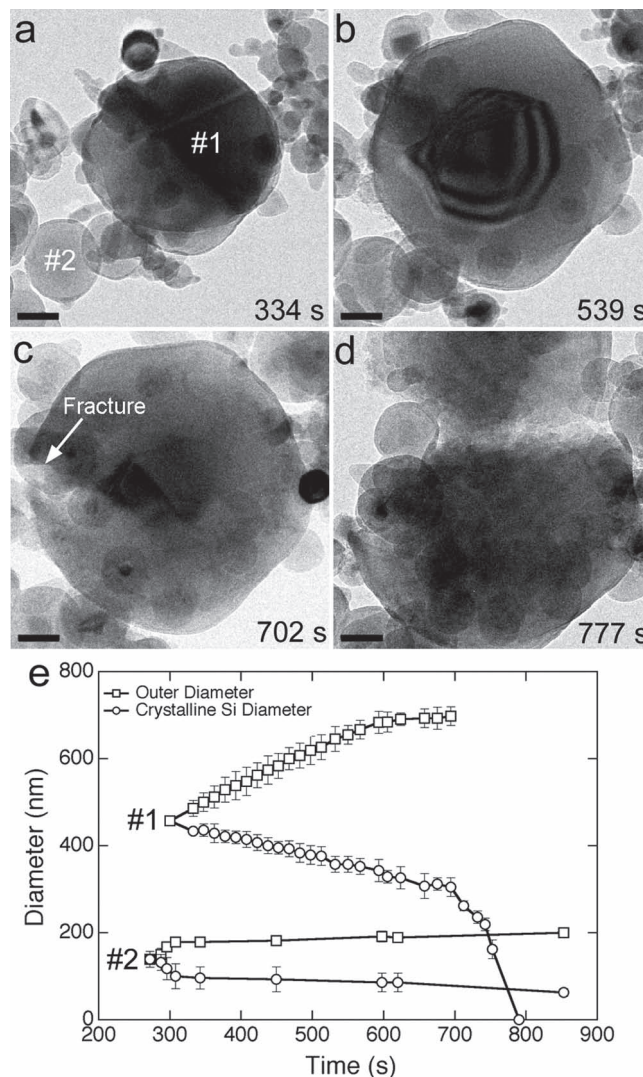 a
#1
#2
334 s
b
539 s
c
Fracture
702 s
d
777 s
e
800
Outer Diameter
Crystalline Si Diameter
600
#1
400
Diameter (nm)
200
#2
0
200 300 400 500 600 700 800 900
Time (s)